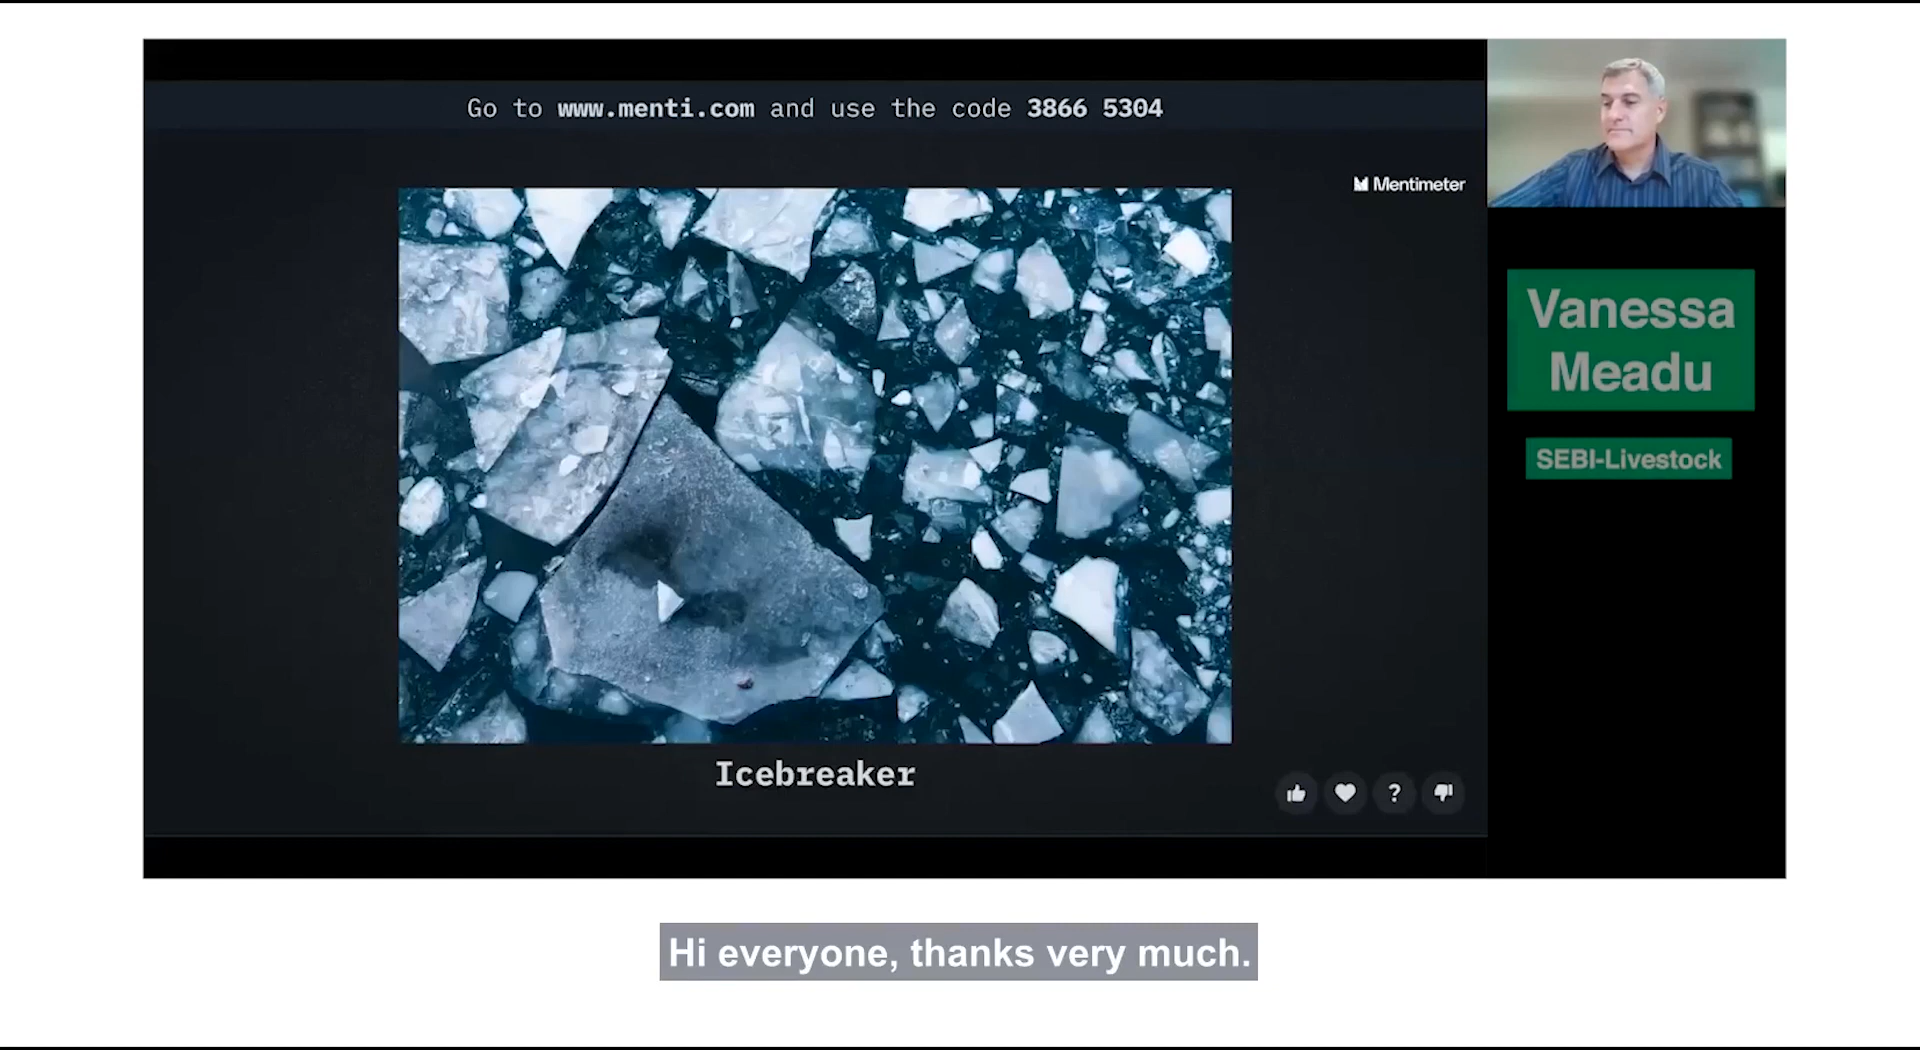 Go to www.menti.com and use the code 3866 5304
Mentimeter
Vanessa
Meadu
SEBI-Livestock
Icebreaker
?
Hi everyone, thanks very much.